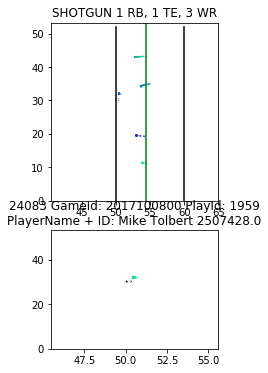 SHOTGUN 1 RB, 1 TE, 3 WR
50
40
30
20
10
0
45 50 55 60 65
24083 GameId: 2017100800 PlayId: 1959
PlayerName + ID: Mike Tolbert 2507428.0
40
20
0
47.5 50.0 52.5 55.0